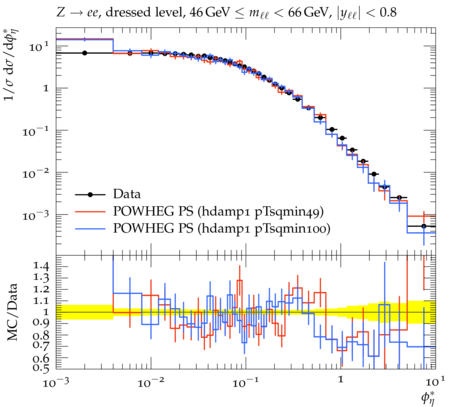 Z → ee, dressed level, 46 GeV ≤ mℓℓ < 66 GeV, |yℓℓ| < 0.8
1/σ dσ/dφ*η
10¹
1
10⁻¹
10⁻²
10⁻³
Data
POWHEG PS (hdamp1 pTsqmin49)
POWHEG PS (hdamp1 pTsqmin100)
MC/Data
1.4
1.3
1.2
1.1
1
0.9
0.8
0.7
0.6
0.5
10⁻³
10⁻²
10⁻¹
1
10¹
φ*η